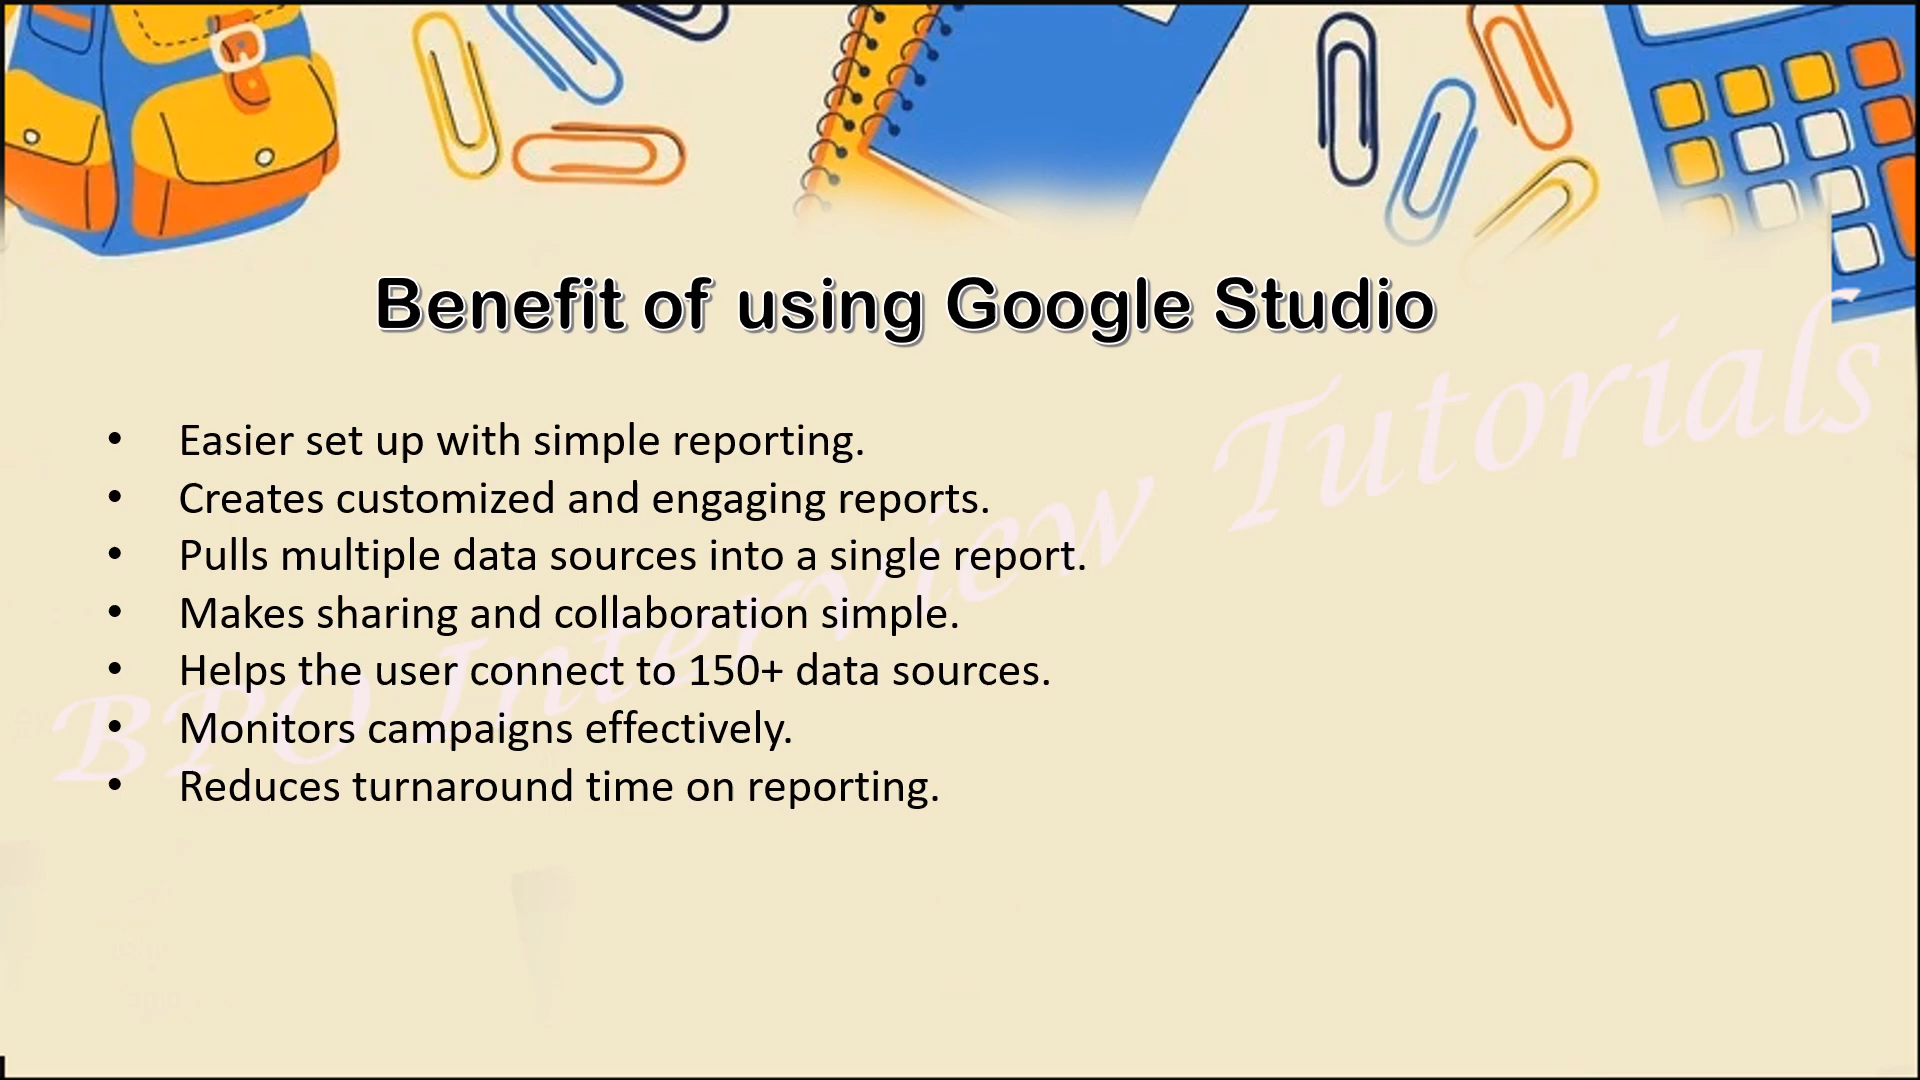 Benefit of using Google Studio
• Easier set up with simple reporting.
• Creates customized and engaging reports.
• Pulls multiple data sources into a single report.
• Makes sharing and collaboration simple.
• Helps the user connect to 150+ data sources.
• Monitors campaigns effectively.
• Reduces turnaround time on reporting.
BPO Interview Tutorials